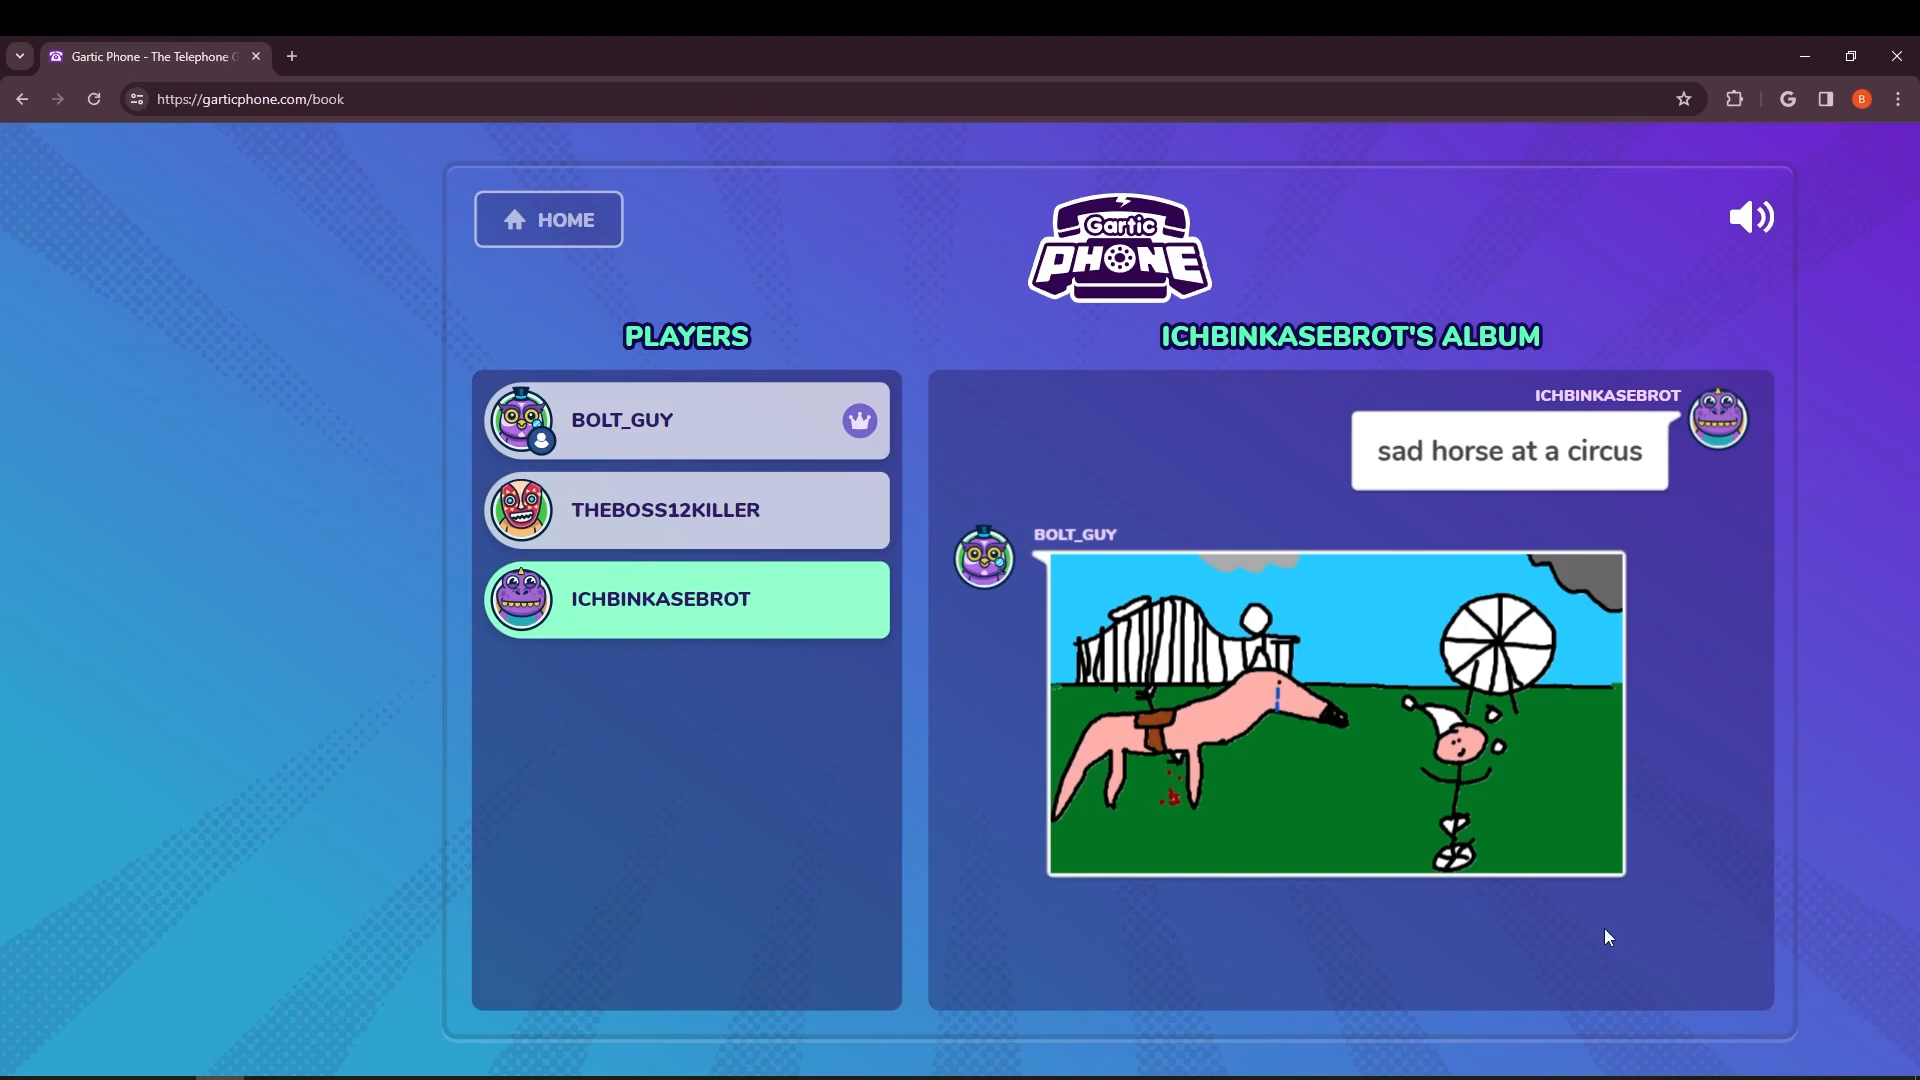 Gartic Phone - The Telephone G
https://garticphone.com/book
B
HOME
Gartic
PHONE
PLAYERS
ICHBINKASEBROT'S ALBUM
BOLT_GUY
THEBOSS12KILLER
ICHBINKASEBROT
ICHBINKASEBROT
sad horse at a circus
BOLT_GUY